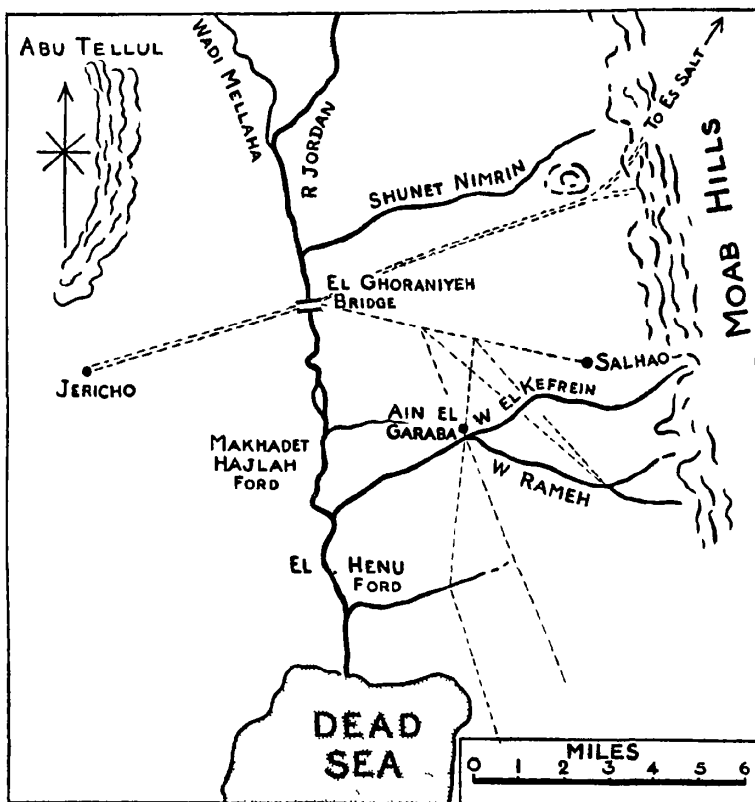 ABU TELLUL
WADI MELLAHA
R JORDAN
TO ES SALT
SHUNET NIMRIN
MOAB HILLS
EL GHORANIYEH
BRIDGE
JERICHO
SALHAO
W EL KEFREIN
AIN EL
GARABA
MAKHADET
HAJLAH
FORD
W RAMEH
EL HENU
FORD
DEAD
SEA
MILES
0 1 2 3 4 5 6